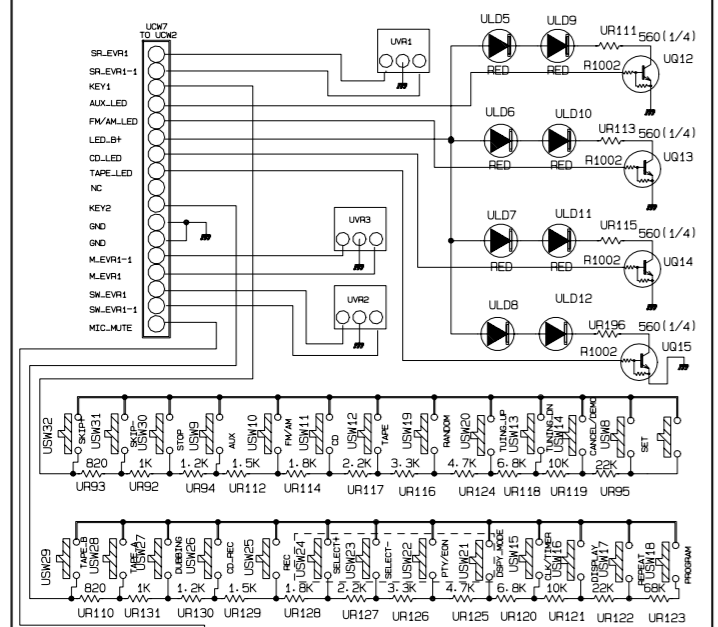 UCW7
TO UCW2
SR_EVR1
SR_EVR1-1
KEY1
AUX_LED
FM/AM_LED
LED_B+
CD_LED
TAPE_LED
NC
KEY2
GND
GND
M_EVR1-1
M_EVR1
SW_EVR1
SW_EVR1-1
MIC_MUTE
UVR1
UVR3
UVR2
ULD5 ULD9 UR111 560(1/4)
RED RED R1002 UQ12
ULD6 ULD10 UR113 560(1/4)
RED RED R1002 UQ13
ULD7 ULD11 UR115 560(1/4)
RED RED R1002 UQ14
ULD8 ULD12 UR196 560(1/4)
R1002 UQ15
USW32 SKIP+ USW31 SKIP- USW30 STOP USW9 AUX USW10 FM/AM USW11 CD USW12 TAPE USW19 RANDOM USW20 TUING_UP USW13 TUNING_DN USW14 CANCEL/DEMO USW8 SET
820 1K 1.2K 1.5K 1.8K 2.2K 3.3K 4.7K 6.8K 10K 22K
UR93 UR92 UR94 UR112 UR114 UR117 UR116 UR124 UR118 UR119 UR95
USW29 TAPE_B USW28 TAPE_A USW27 DUBBING USW26 CD_REC USW25 REC USW24 SELECT+ USW23 SELECT- USW22 PTY/EON USW21 DSPY_MODE USW15 CLK/TIMER USW16 DISPLAY USW17 REPEAT USW18 PROGRAM
820 1K 1.2K 1.5K 1.8K 2.2K 3.3K 4.7K 6.8K 10K 22K 68K
UR110 UR131 UR130 UR129 UR128 UR127 UR126 UR125 UR120 UR121 UR122 UR123